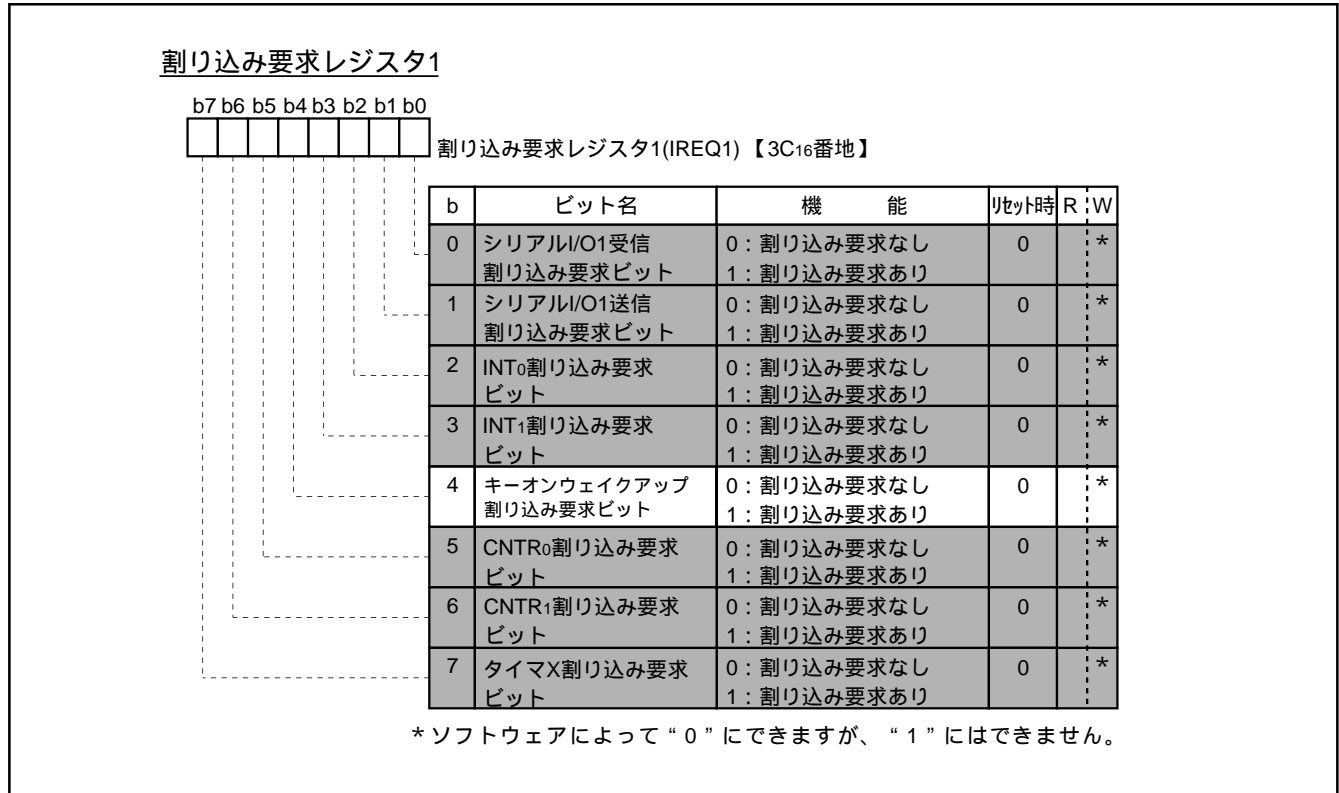 割り込み要求レジスタ1
b7 b6 b5 b4 b3 b2 b1 b0
割り込み要求レジスタ1(IREQ1)【3C16番地】
b ビット名 機 能 リセット時 R W
0 シリアルI/O1受信 0:割り込み要求なし 0 *
割り込み要求ビット 1:割り込み要求あり
1 シリアルI/O1送信 0:割り込み要求なし 0 *
割り込み要求ビット 1:割り込み要求あり
2 INT0割り込み要求 0:割り込み要求なし 0 *
ビット 1:割り込み要求あり
3 INT1割り込み要求 0:割り込み要求なし 0 *
ビット 1:割り込み要求あり
4 キーオンウェイクアップ 0:割り込み要求なし 0 *
割り込み要求ビット 1:割り込み要求あり
5 CNTR0割り込み要求 0:割り込み要求なし 0 *
ビット 1:割り込み要求あり
6 CNTR1割り込み要求 0:割り込み要求なし 0 *
ビット 1:割り込み要求あり
7 タイマX割り込み要求 0:割り込み要求なし 0 *
ビット 1:割り込み要求あり
*ソフトウェアによって“0”にできますが、“1”にはできません。